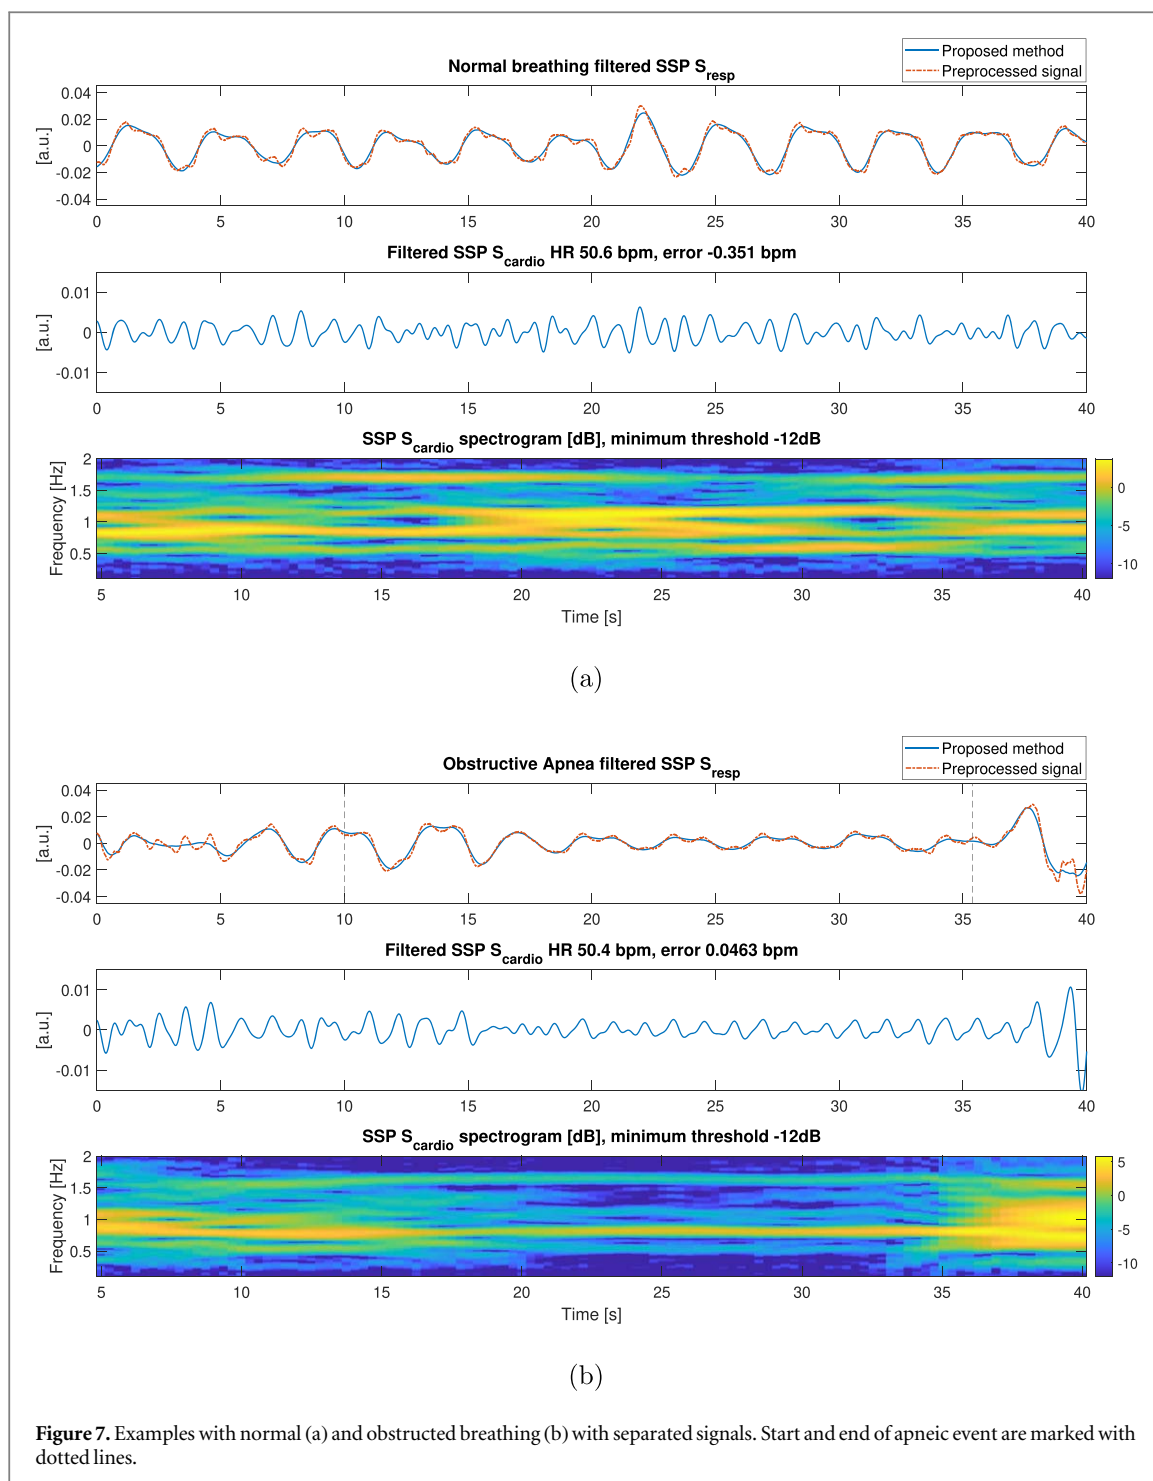 Proposed method
Preprocessed signal
Normal breathing filtered SSP S_resp
[a.u.]
0.04
0.02
0
-0.02
-0.04
0 5 10 15 20 25 30 35 40
Filtered SSP S_cardio HR 50.6 bpm, error -0.351 bpm
[a.u.]
0.01
0
-0.01
0 5 10 15 20 25 30 35 40
SSP S_cardio spectrogram [dB], minimum threshold -12dB
Frequency [Hz]
2
1.5
1
0.5
0
-5
-10
5 10 15 20 25 30 35 40
Time [s]
(a)
Proposed method
Preprocessed signal
Obstructive Apnea filtered SSP S_resp
[a.u.]
0.04
0.02
0
-0.02
-0.04
0 5 10 15 20 25 30 35 40
Filtered SSP S_cardio HR 50.4 bpm, error 0.0463 bpm
[a.u.]
0.01
0
-0.01
0 5 10 15 20 25 30 35 40
SSP S_cardio spectrogram [dB], minimum threshold -12dB
Frequency [Hz]
2
1.5
1
0.5
5
0
-5
-10
5 10 15 20 25 30 35 40
Time [s]
(b)
Figure 7. Examples with normal (a) and obstructed breathing (b) with separated signals. Start and end of apneic event are marked with
dotted lines.